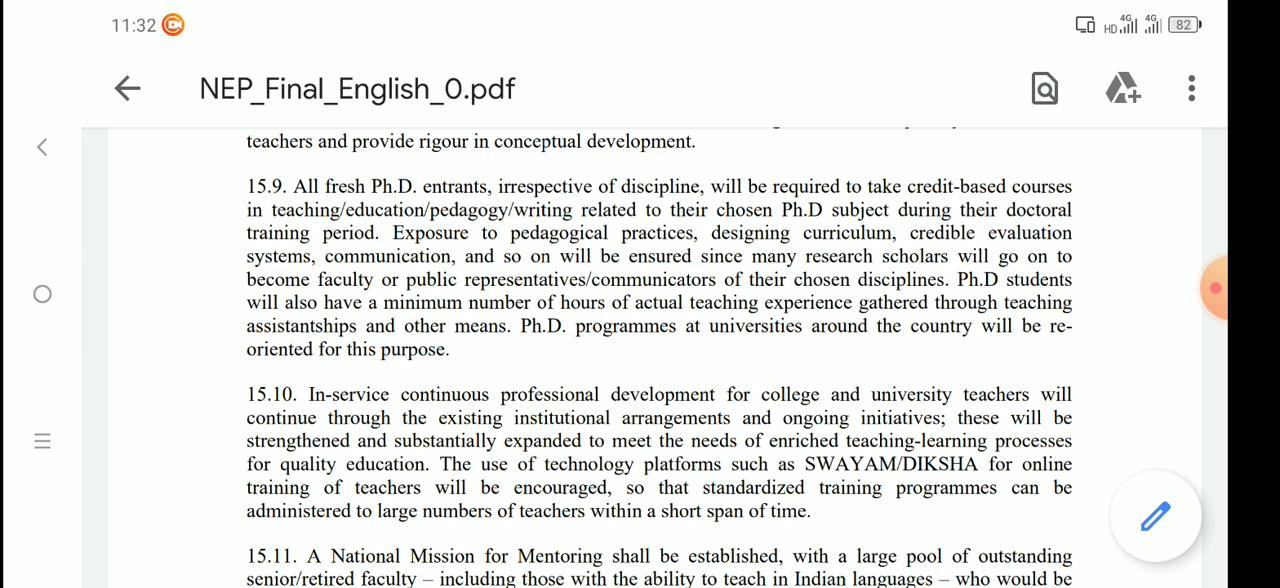 11:32
HD 4G 4G 82
NEP_Final_English_0.pdf
teachers and provide rigour in conceptual development.
15.9. All fresh Ph.D. entrants, irrespective of discipline, will be required to take credit-based courses
in teaching/education/pedagogy/writing related to their chosen Ph.D subject during their doctoral
training period. Exposure to pedagogical practices, designing curriculum, credible evaluation
systems, communication, and so on will be ensured since many research scholars will go on to
become faculty or public representatives/communicators of their chosen disciplines. Ph.D students
will also have a minimum number of hours of actual teaching experience gathered through teaching
assistantships and other means. Ph.D. programmes at universities around the country will be re-
oriented for this purpose.
15.10. In-service continuous professional development for college and university teachers will
continue through the existing institutional arrangements and ongoing initiatives; these will be
strengthened and substantially expanded to meet the needs of enriched teaching-learning processes
for quality education. The use of technology platforms such as SWAYAM/DIKSHA for online
training of teachers will be encouraged, so that standardized training programmes can be
administered to large numbers of teachers within a short span of time.
15.11. A National Mission for Mentoring shall be established, with a large pool of outstanding
senior/retired faculty – including those with the ability to teach in Indian languages – who would be